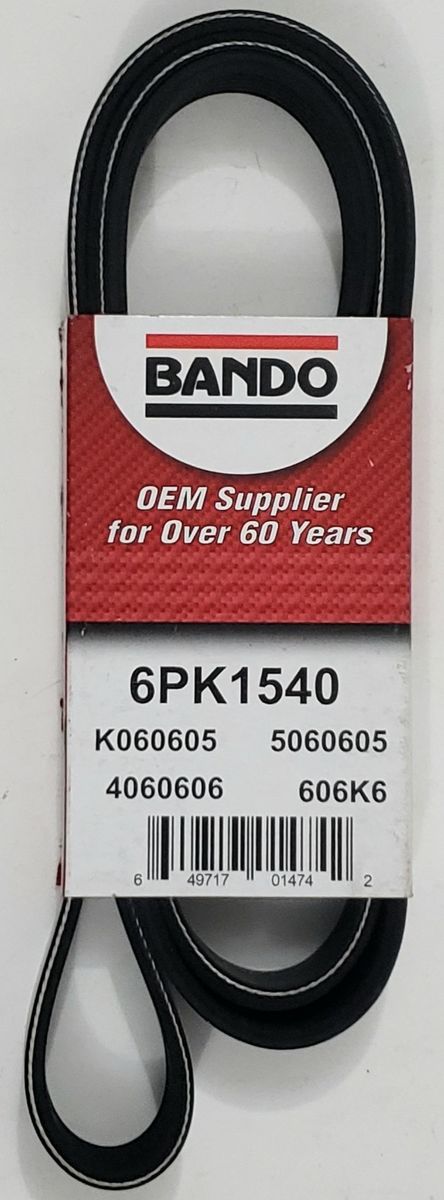 BANDO
OEM Supplier
for Over 60 Years
6PK1540
K060605 5060605
4060606 606K6
6 49717 01474 2